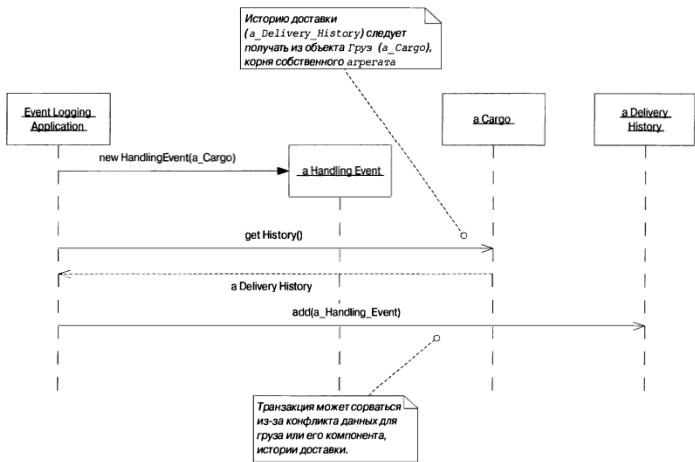 Историю доставки
(a_Delivery_History) следует
получать из объекта Груз (a_Cargo),
корня собственного агрегата
Event Logging
Application
a Cargo
a Delivery
History
new HandlingEvent(a_Cargo)
a Handling Event
get History()
a Delivery History
add(a_Handling_Event)
Транзакция может сорваться
из-за конфликта данных для
груза или его компонента,
истории доставки.